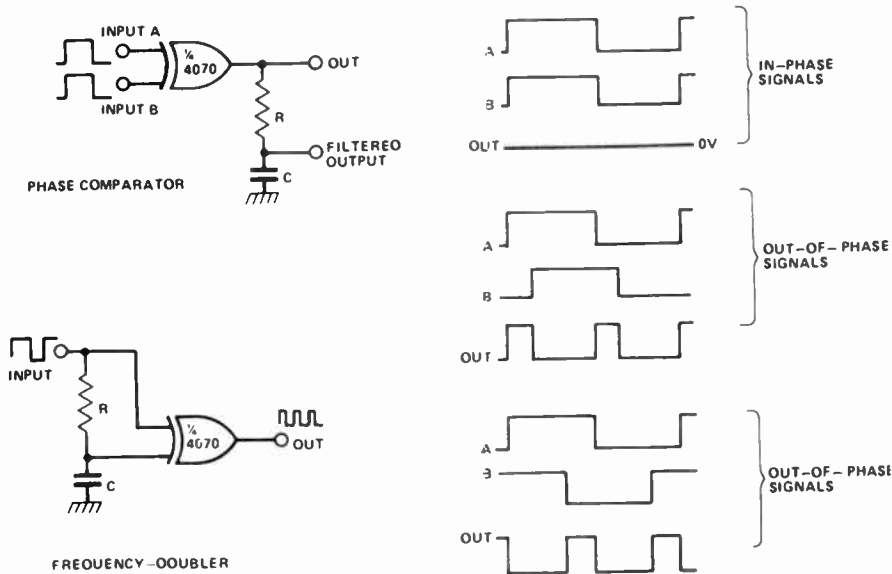 INPUT A
¼
4070
INPUT B
OUT
R
FILTEREO
OUTPUT
C
PHASE COMPARATOR
INPUT
R
¼
4070
OUT
C
FREQUENCY-OOUBLER
A
B
OUT
0V
IN-PHASE
SIGNALS
A
B
OUT
OUT-OF-PHASE
SIGNALS
A
B
OUT
OUT-OF-PHASE
SIGNALS